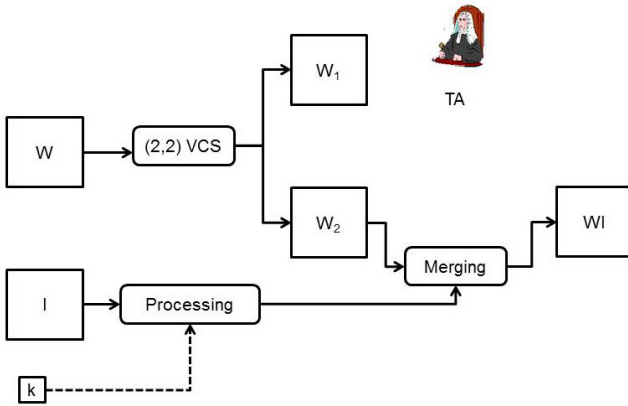 W
(2,2) VCS
W₁
TA
W₂
WI
Merging
I
Processing
k